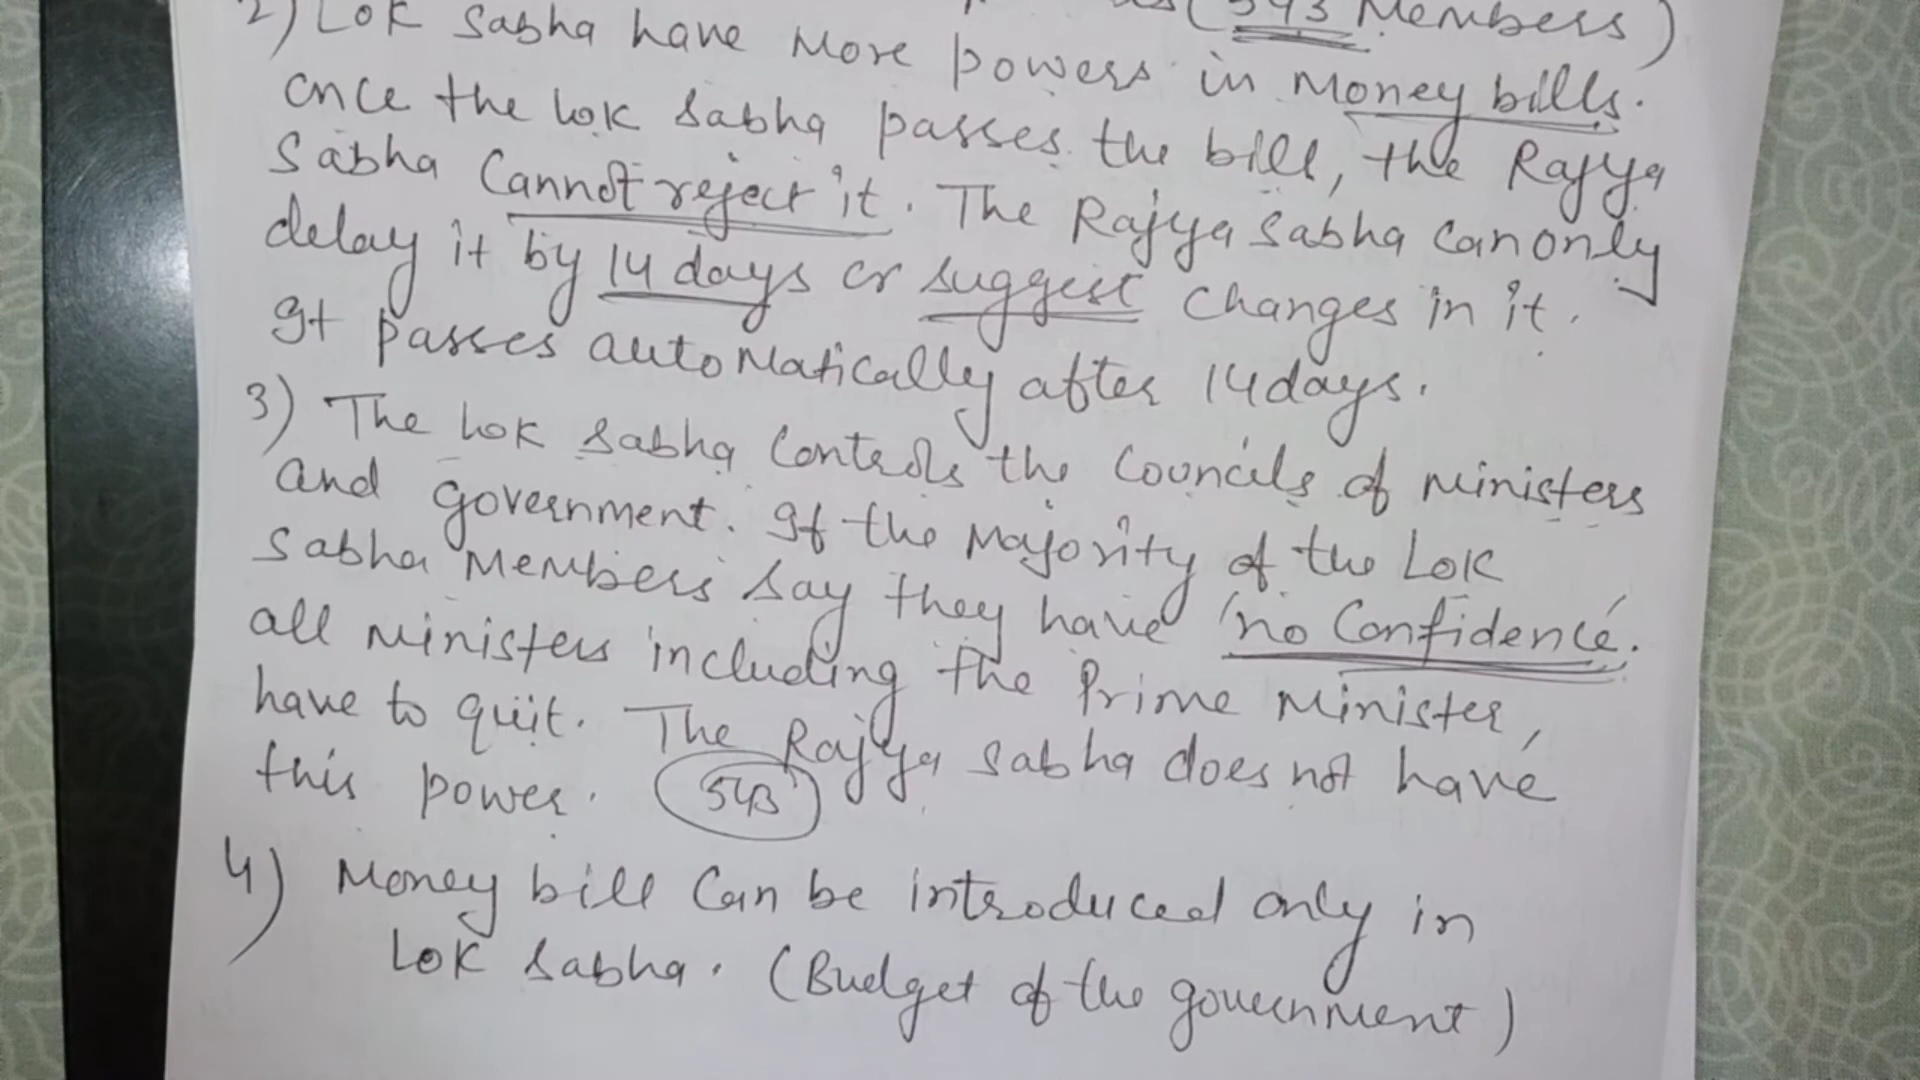 (543 Members)
2) Lok Sabha have More powers in Money bills.
once the Lok Sabha passes the bill, the Rajya
Sabha Cannot reject it. The Rajya Sabha can only
delay it by 14 days or suggest changes in it.
It passes automatically after 14 days.
3) The Lok Sabha Controls the Councils of ministers
and government. If the Majority of the Lok
Sabha Members say they have 'no Confidence.'
all ministers including the Prime Minister,
have to quit. The Rajya Sabha does not have
this power. 543
4) Money bill Can be introduced only in
Lok Sabha. (Budget of the government)